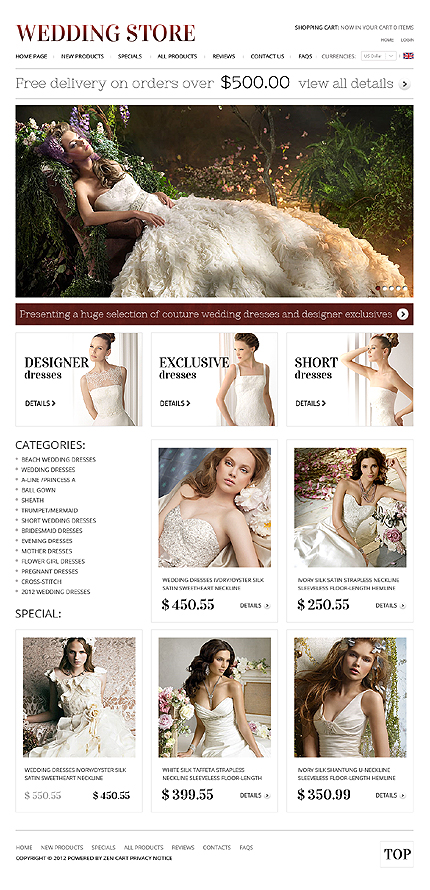 WEDDING STORE
SHOPPING CART: NOW IN YOUR CART 0 ITEMS
HOME LOGIN
HOME PAGE NEW PRODUCTS SPECIALS ALL PRODUCTS REVIEWS CONTACT US FAQS CURRENCIES: US Dollar
Free delivery on orders over $500.00 view all details
Presenting a huge selection of couture wedding dresses and designer exclusives
DESIGNER
dresses
DETAILS
EXCLUSIVE
dresses
DETAILS
SHORT
dresses
DETAILS
CATEGORIES:
BEACH WEDDING DRESSES
WEDDING DRESSES
A-LINE /PRINCESS A
BALL GOWN
SHEATH
TRUMPET/MERMAID
SHORT WEDDING DRESSES
BRIDESMAID DRESSES
EVENING DRESSES
MOTHER DRESSES
FLOWER GIRL DRESSES
PREGNANT DRESSES
CROSS-STITCH
2012 WEDDING DRESSES
WEDDING DRESSES IVORY/OYSTER SILK
SATIN SWEETHEART NECKLINE
$ 450.55 DETAILS
IVORY SILK SATIN STRAPLESS NECKLINE
SLEEVELESS FLOOR-LENGTH HEMLINE
$ 250.55 DETAILS
SPECIAL:
WEDDING DRESSES IVORY/OYSTER SILK
SATIN SWEETHEART NECKLINE
$ 550.55 $ 450.55
WHITE SILK TAFFETA STRAPLESS
NECKLINE SLEEVELESS FLOOR-LENGTH
$ 399.55 DETAILS
IVORY SILK SHANTUNG U-NECKLINE
SLEEVELESS FLOOR-LENGTH HEMLINE
$ 350.99 DETAILS
HOME NEW PRODUCTS SPECIALS ALL PRODUCTS REVIEWS CONTACTS FAQS
COPYRIGHT © 2012 POWERED BY ZEN CART PRIVACY NOTICE
TOP